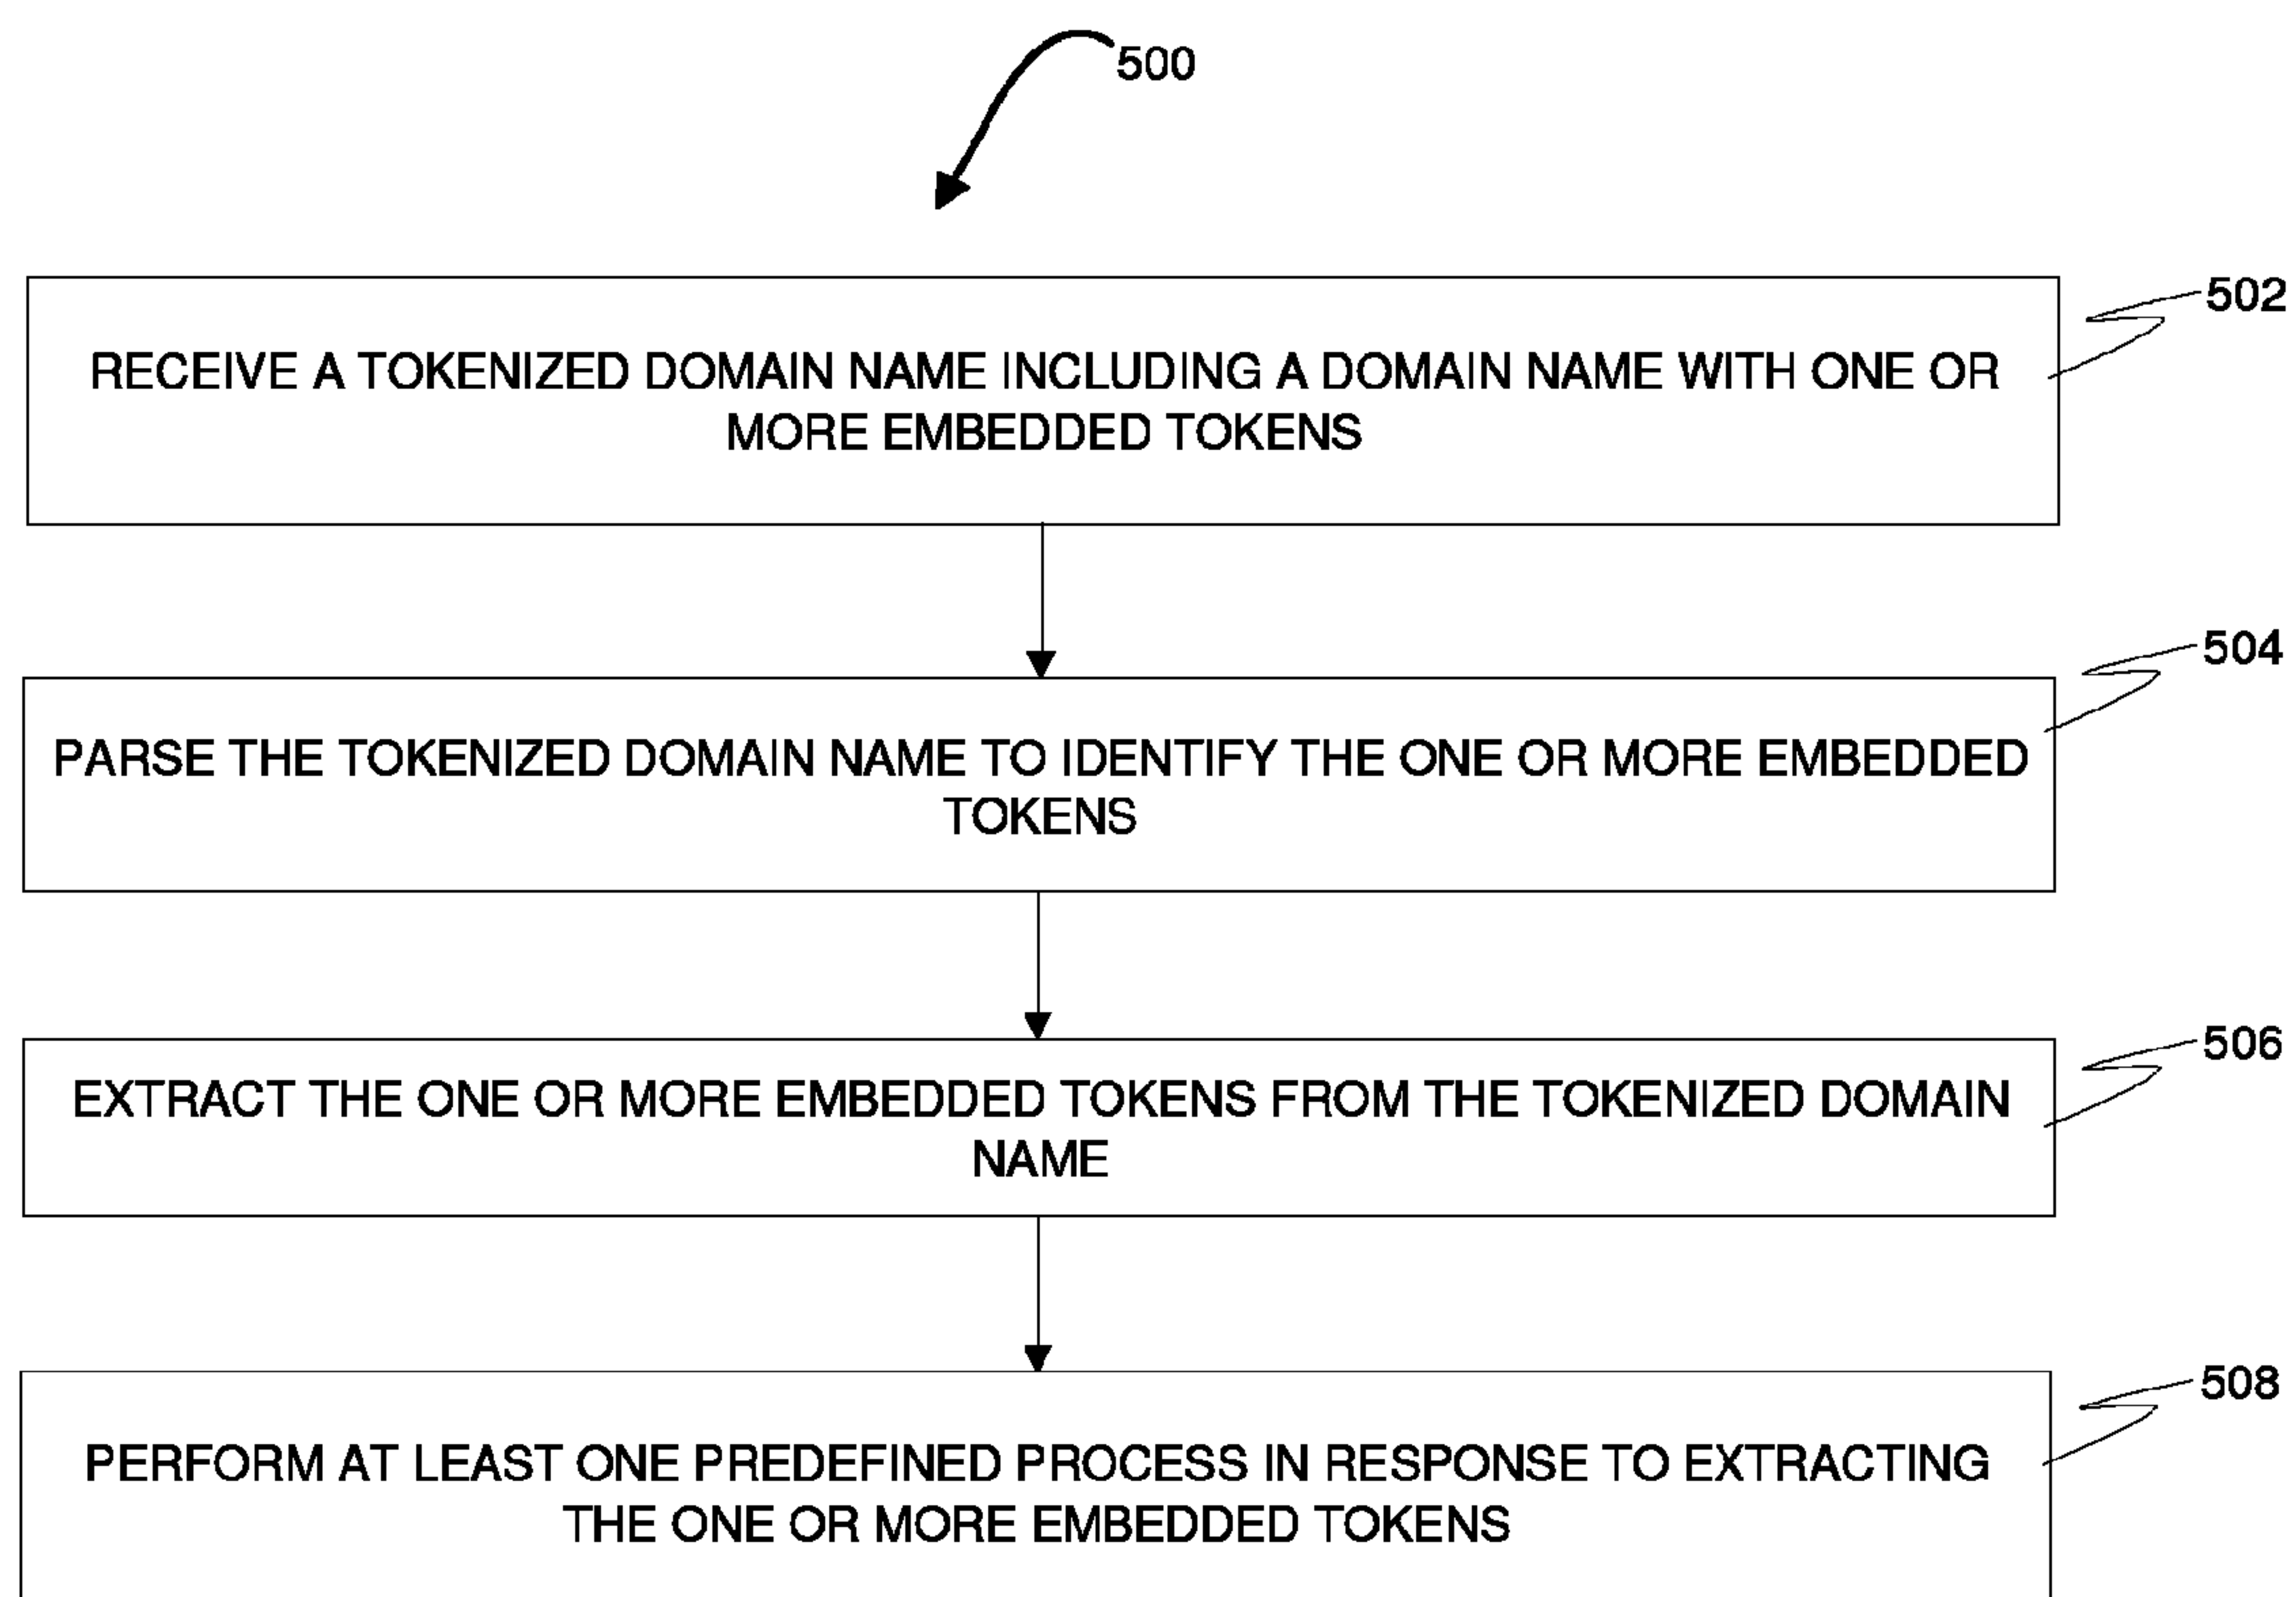 500
502
RECEIVE A TOKENIZED DOMAIN NAME INCLUDING A DOMAIN NAME WITH ONE OR
MORE EMBEDDED TOKENS
504
PARSE THE TOKENIZED DOMAIN NAME TO IDENTIFY THE ONE OR MORE EMBEDDED
TOKENS
506
EXTRACT THE ONE OR MORE EMBEDDED TOKENS FROM THE TOKENIZED DOMAIN
NAME
508
PERFORM AT LEAST ONE PREDEFINED PROCESS IN RESPONSE TO EXTRACTING
THE ONE OR MORE EMBEDDED TOKENS